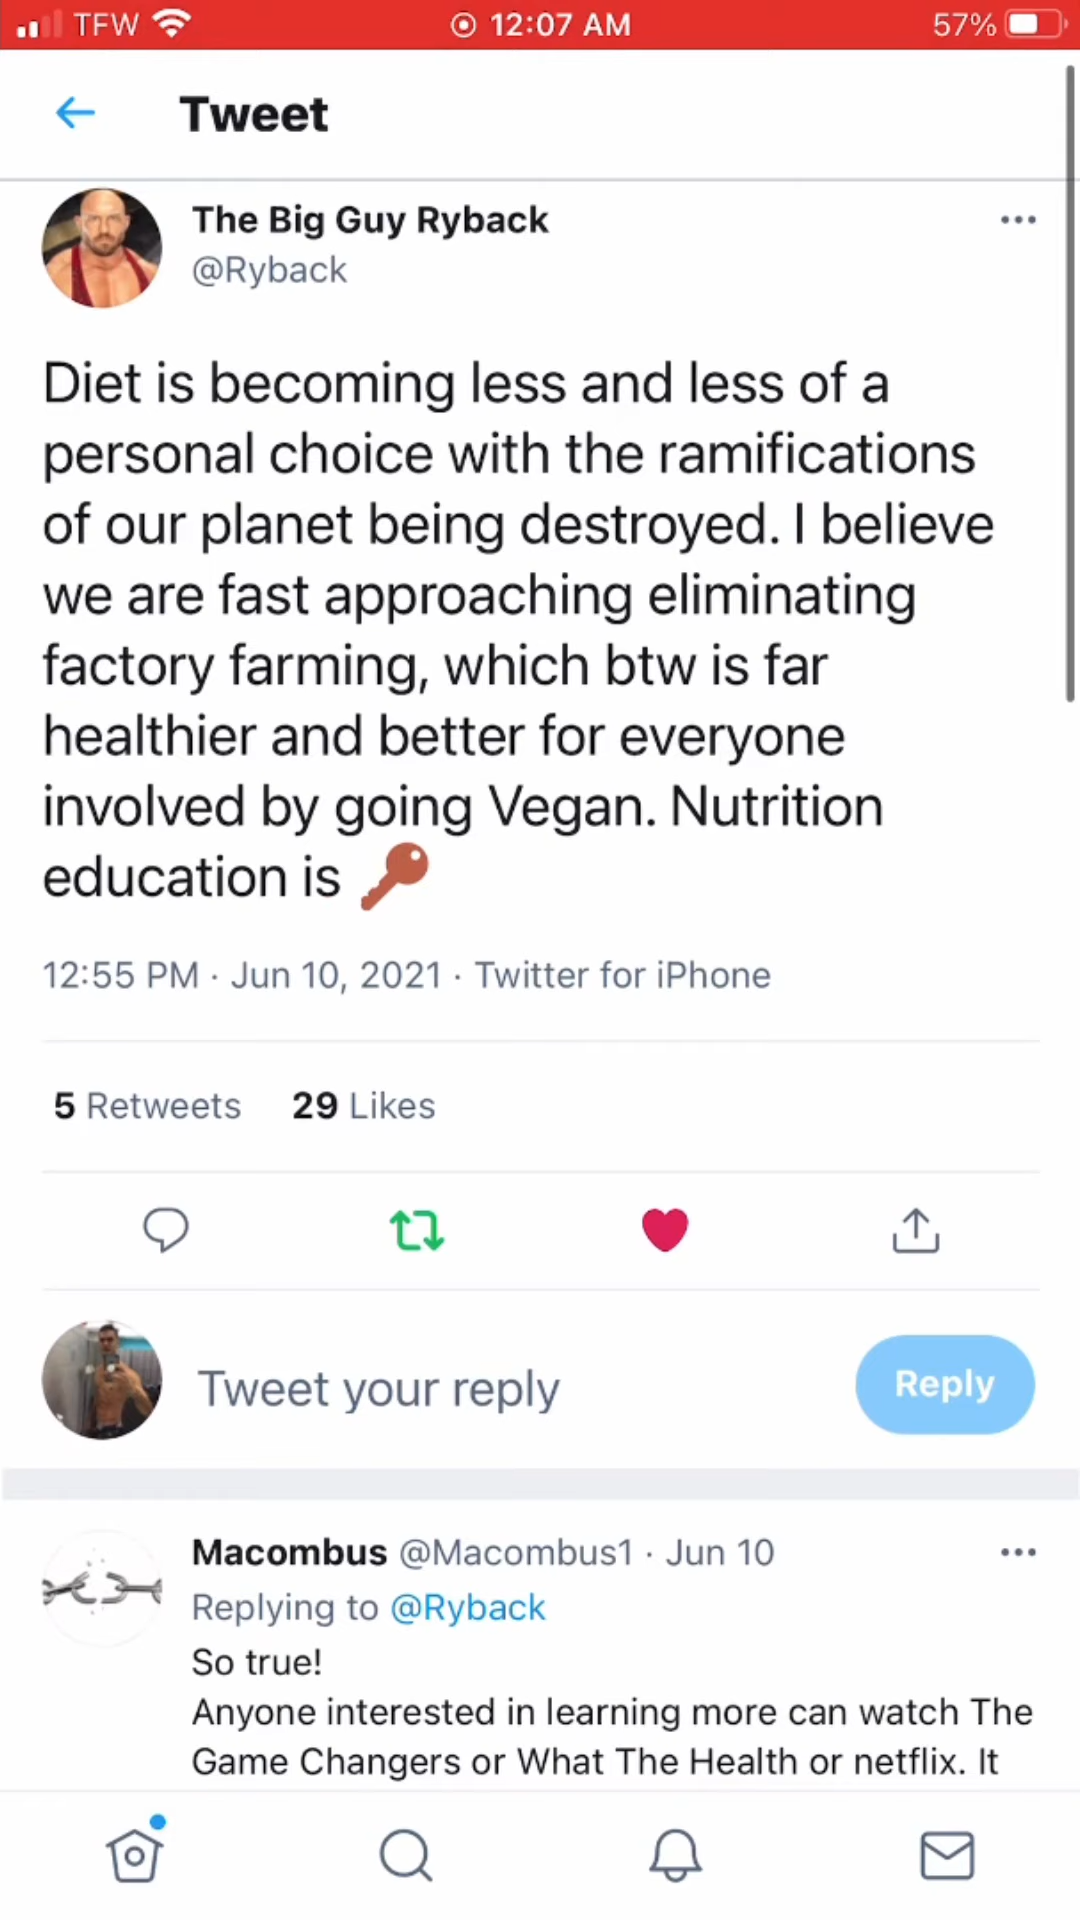 TFW 12:07 AM 57%
Tweet
The Big Guy Ryback
@Ryback
Diet is becoming less and less of a
personal choice with the ramifications
of our planet being destroyed. I believe
we are fast approaching eliminating
factory farming, which btw is far
healthier and better for everyone
involved by going Vegan. Nutrition
education is 🔑
12:55 PM · Jun 10, 2021 · Twitter for iPhone
5 Retweets 29 Likes
Tweet your reply
Reply
Macombus @Macombus1 · Jun 10
Replying to @Ryback
So true!
Anyone interested in learning more can watch The
Game Changers or What The Health or netflix. It